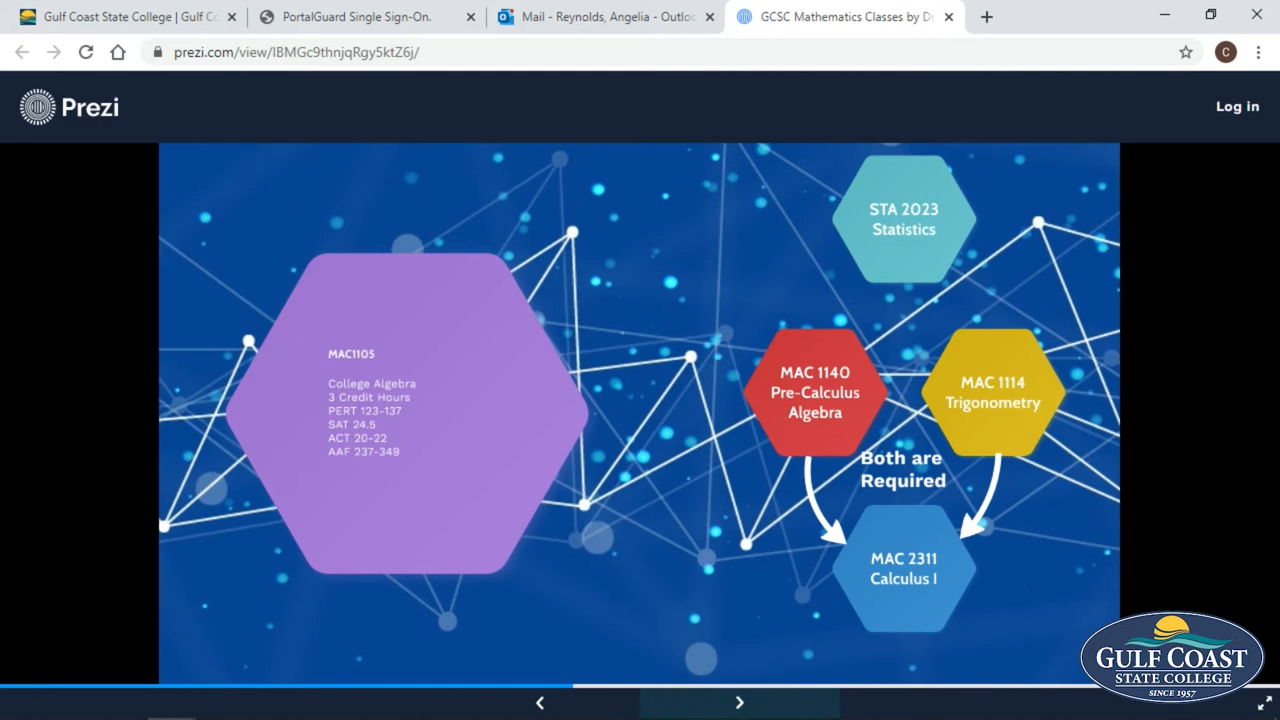 Gulf Coast State College | Gulf C
PortalGuard Single Sign-On.
Mail - Reynolds, Angelia - Outlo
GCSC Mathematics Classes by D
prezi.com/view/IBMGc9thnjqRgy5ktZ6j/
C
Prezi
Log in
STA 2023
Statistics
MAC1105
College Algebra
3 Credit Hours
PERT 123-137
SAT 24.5
ACT 20-22
AAF 237-349
MAC 1140
Pre-Calculus
Algebra
MAC 1114
Trigonometry
Both are
Required
MAC 2311
Calculus I
GULF COAST
STATE COLLEGE
SINCE 1957